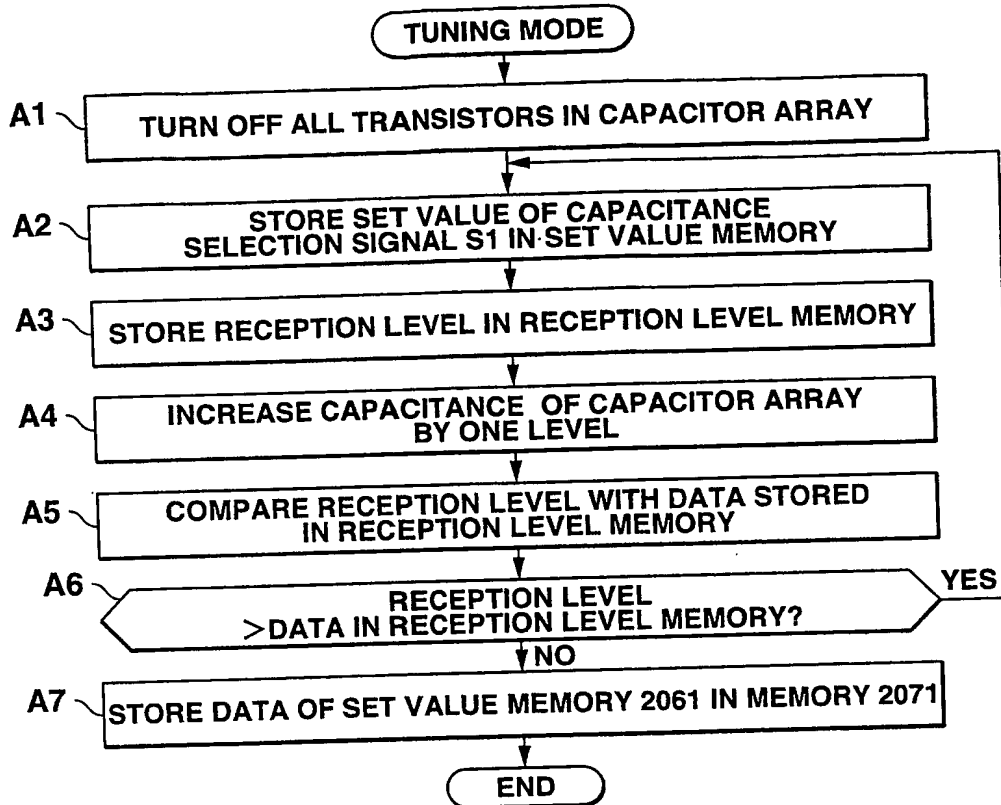 TUNING MODE
A1
TURN OFF ALL TRANSISTORS IN CAPACITOR ARRAY
A2
STORE SET VALUE OF CAPACITANCE
SELECTION SIGNAL S1 IN SET VALUE MEMORY
A3
STORE RECEPTION LEVEL IN RECEPTION LEVEL MEMORY
A4
INCREASE CAPACITANCE OF CAPACITOR ARRAY
BY ONE LEVEL
A5
COMPARE RECEPTION LEVEL WITH DATA STORED
IN RECEPTION LEVEL MEMORY
A6
RECEPTION LEVEL
>DATA IN RECEPTION LEVEL MEMORY?
YES
NO
A7
STORE DATA OF SET VALUE MEMORY 2061 IN MEMORY 2071
END